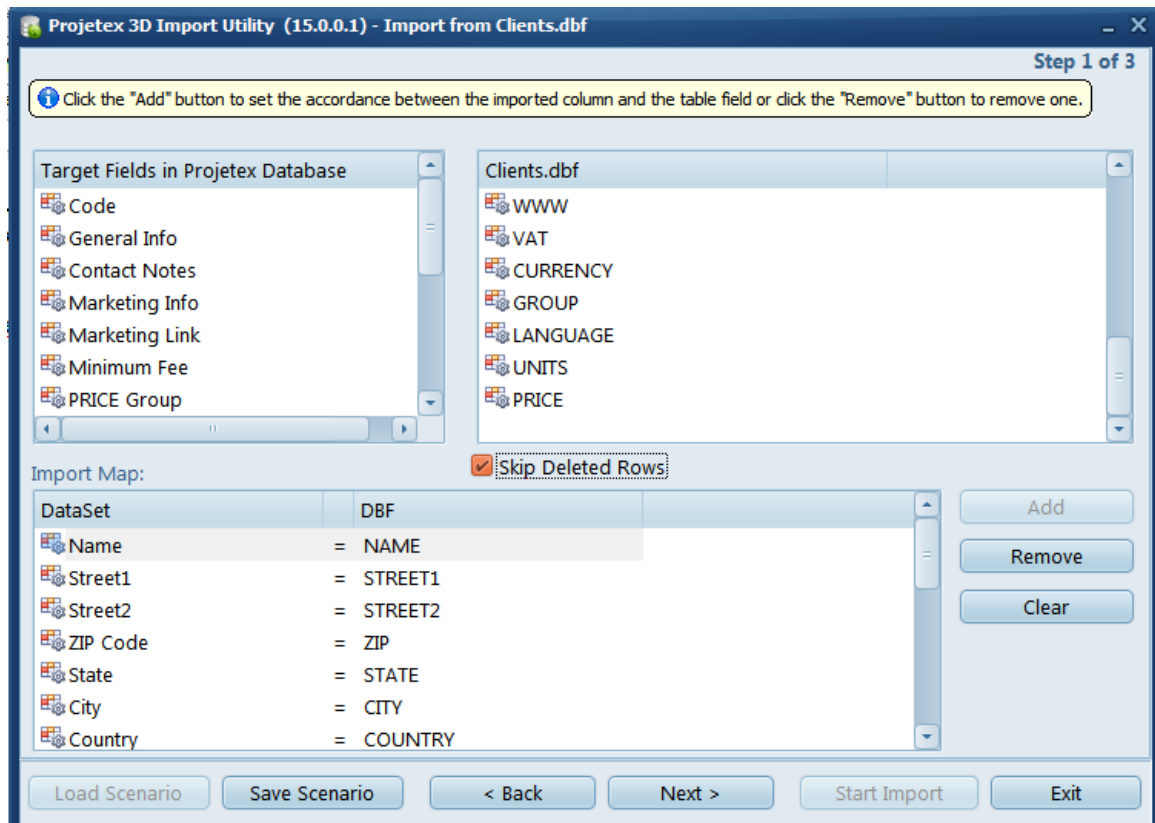 Projetex 3D Import Utility (15.0.0.1) - Import from Clients.dbf
Step 1 of 3
Click the "Add" button to set the accordance between the imported column and the table field or click the "Remove" button to remove one.
Target Fields in Projetex Database
Code
General Info
Contact Notes
Marketing Info
Marketing Link
Minimum Fee
PRICE Group
Clients.dbf
WWW
VAT
CURRENCY
GROUP
LANGUAGE
UNITS
PRICE
Skip Deleted Rows
Import Map:
DataSet DBF
Name = NAME
Street1 = STREET1
Street2 = STREET2
ZIP Code = ZIP
State = STATE
City = CITY
Country = COUNTRY
Add
Remove
Clear
Load Scenario Save Scenario < Back Next > Start Import Exit